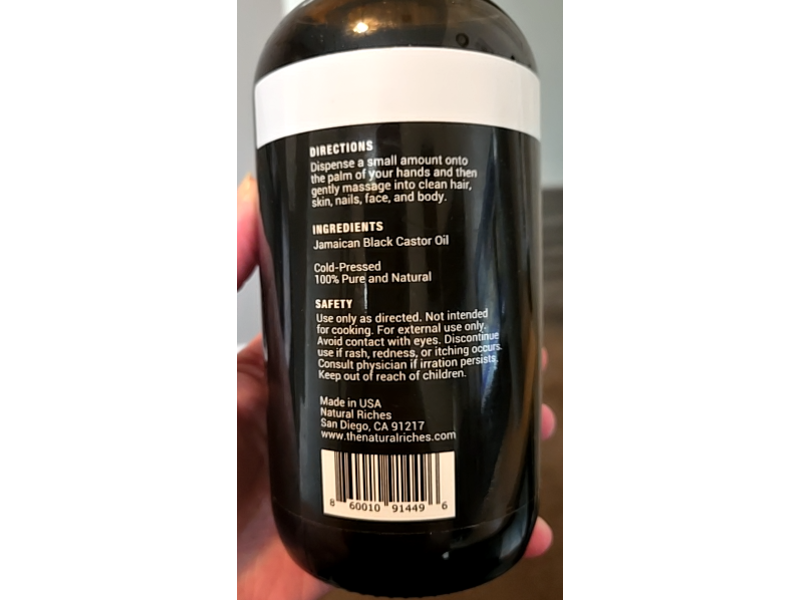 DIRECTIONS
Dispense a small amount onto
the palm of your hands and then
gently massage into clean hair,
skin, nails, face, and body.
INGREDIENTS
Jamaican Black Castor Oil
Cold-Pressed
100% Pure and Natural
SAFETY
Use only as directed. Not intended
for cooking. For external use only.
Avoid contact with eyes. Discontinue
use if rash, redness, or itching occurs.
Consult physician if irration persists.
Keep out of reach of children.
Made in USA
Natural Riches
San Diego, CA 91217
www.thenaturalriches.com
8 60010 91449 6